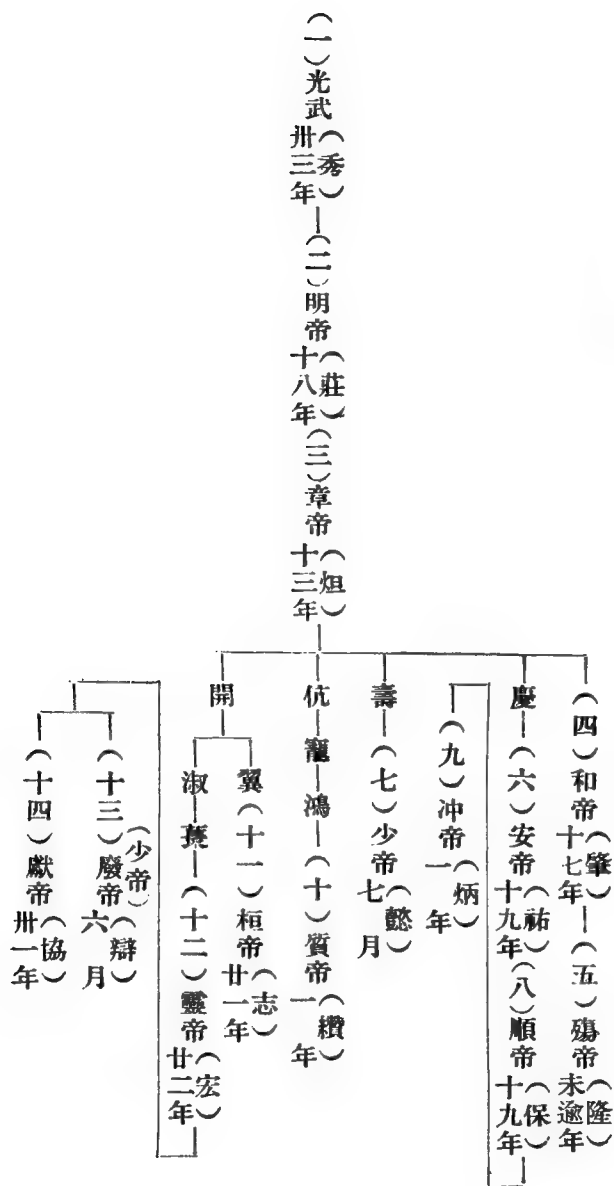 （一）光武（秀）卅三年
（二）明帝（莊）十八年
（三）章帝（炟）十三年
（四）和帝（肇）十七年
（五）殤帝（隆）未逾年
慶
（六）安帝（祐）十九年
（八）順帝（保）十九年
（九）冲帝（炳）一年
壽
（七）少帝（懿）七月
伉
寵
鴻
（十）質帝（纘）一年
開
翼
（十一）桓帝（志）廿一年
淑
萇
（十二）靈帝（宏）廿二年
（十三）廢帝（少帝）（辯）六月
（十四）獻帝（協）卅一年